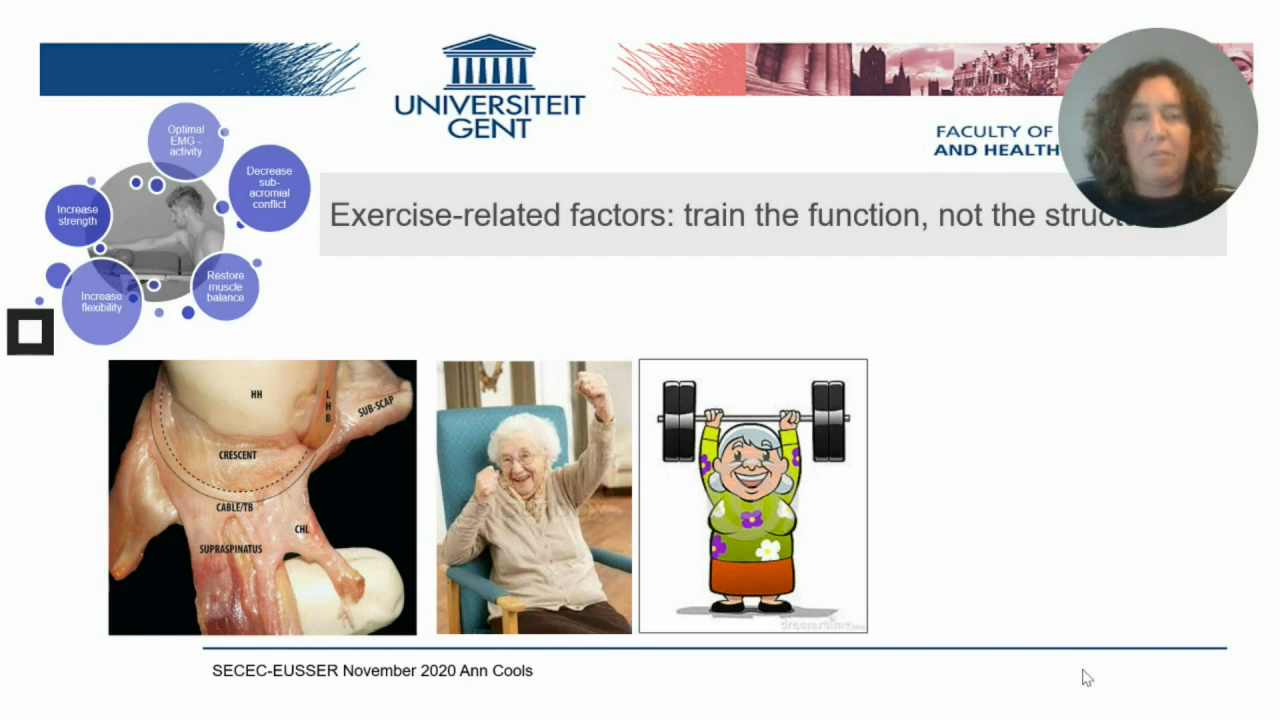 UNIVERSITEIT
GENT
FACULTY OF
AND HEALTH
Optimal
EMG -
activity
Decrease
sub-
acromial
conflict
Increase
strength
Restore
muscle
balance
Increase
flexibility
Exercise-related factors: train the function, not the
HH
L
H
B
SUB-SCAP
CRESCENT
CABLE/TB
CHL
SUPRASPINATUS
SECEC-EUSSER November 2020 Ann Cools